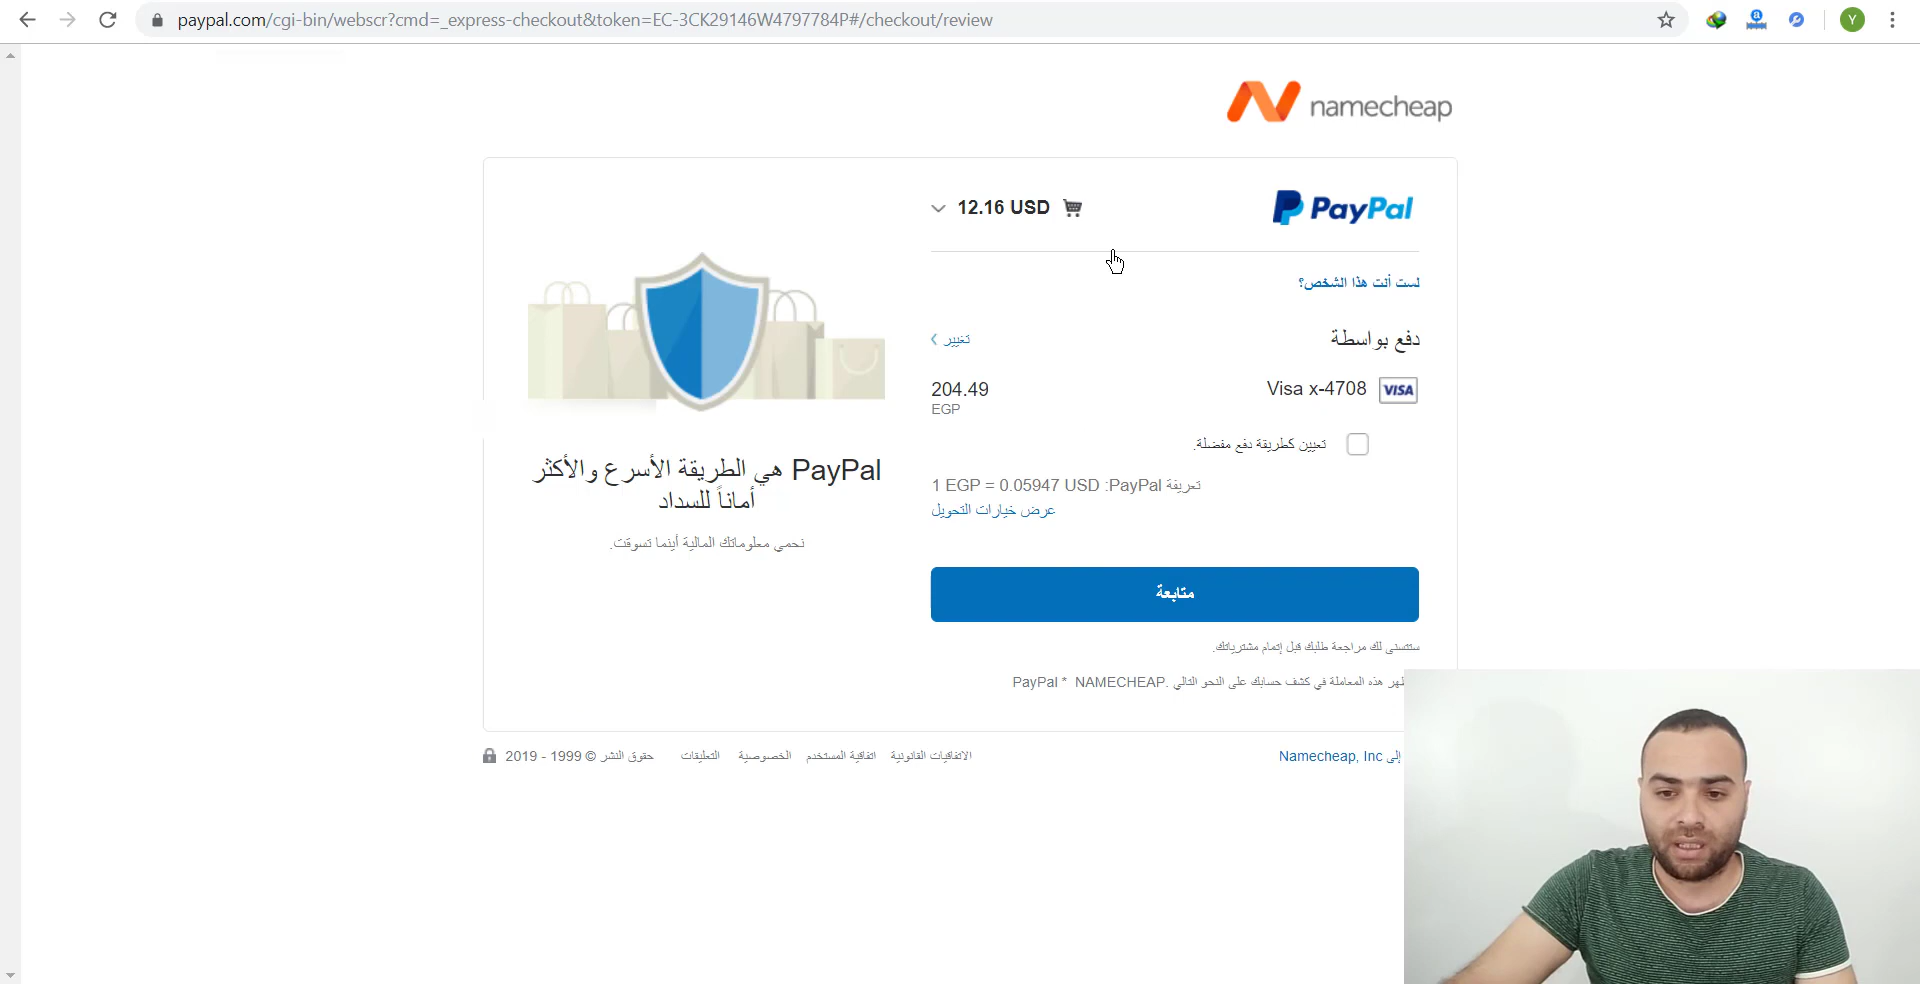 paypal.com/cgi-bin/webscr?cmd=_express-checkout&token=EC-3CK29146W4797784P#/checkout/review
Y
namecheap
PayPal
12.16 USD
لست أنت هذا الشخص؟
دفع بواسطة
تغيير
VISA
Visa x-4708
204.49
EGP
تعيين كطريقة دفع مفضلة.
تعريفة PayPal: 1 EGP = 0.05947 USD
عرض خيارات التحويل
متابعة
ستتسنى لك مراجعة طلبك قبل إتمام مشترياتك.
هذه المعاملة في كشف حسابك على النحو التالي PayPal * NAMECHEAP.
PayPal هي الطريقة الأسرع والأكثر
أماناً للسداد
نحمي معلوماتك المالية أينما تسوقت.
إلى Namecheap, Inc
الاتفاقيات القانونية اتفاقية المستخدم الخصوصية التعليقات حقوق النشر © 1999 - 2019